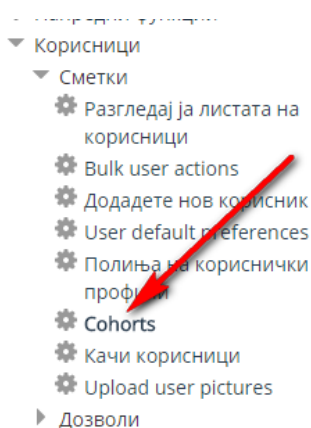 Корисници
Сметки
Разгледај ја листата на
корисници
Bulk user actions
Додадете нов корисник
User default preferences
Полиња на кориснички
профили
Cohorts
Качи корисници
Upload user pictures
Дозволи